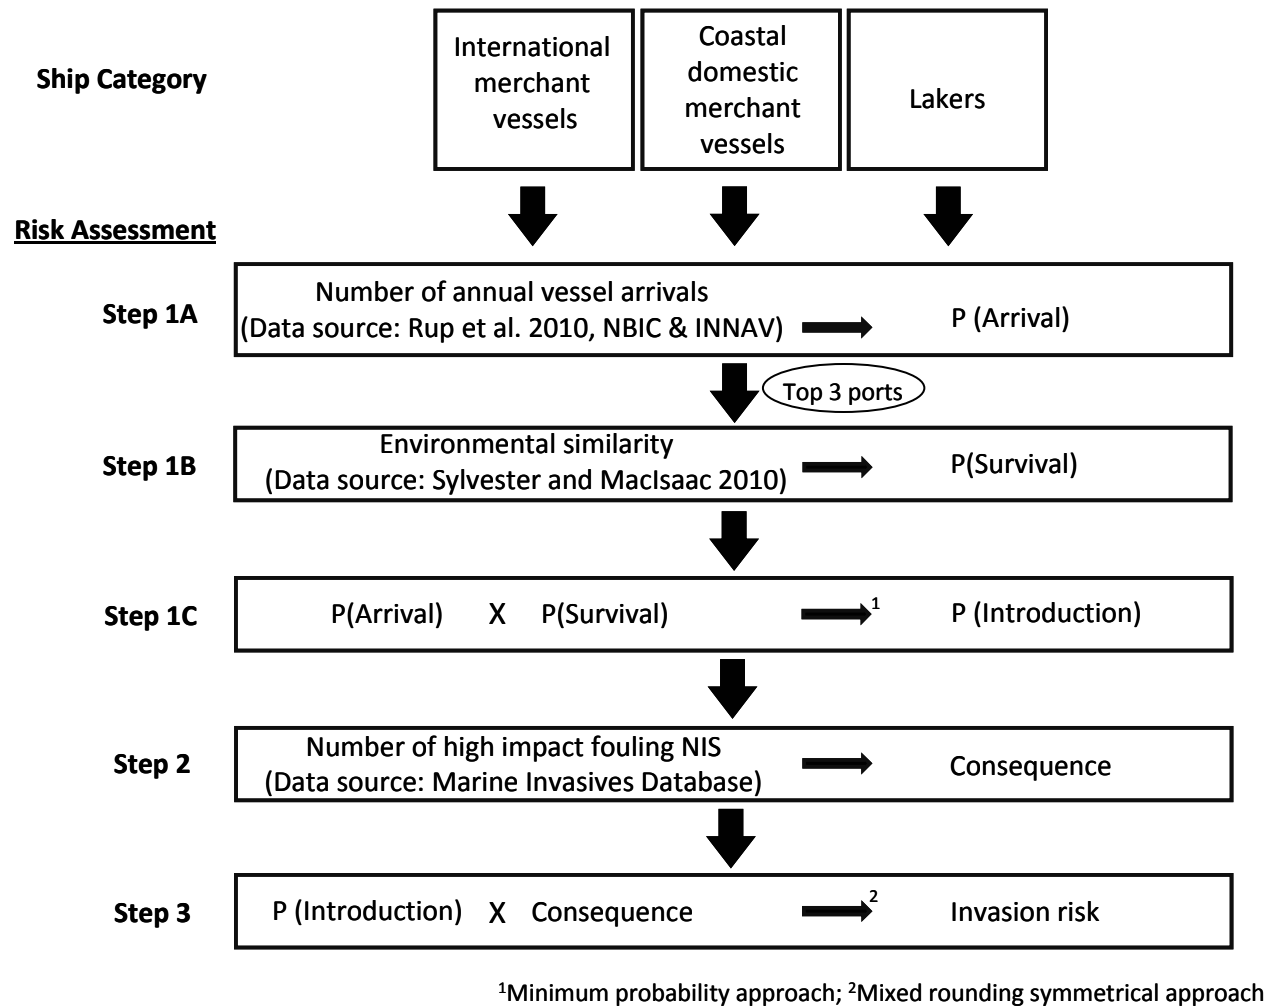 Ship Category
International
merchant
vessels
Coastal
domestic
merchant
vessels
Lakers
Risk Assessment
Step 1A
Number of annual vessel arrivals
(Data source: Rup et al. 2010, NBIC & INNAV)
P (Arrival)
Top 3 ports
Step 1B
Environmental similarity
(Data source: Sylvester and MacIsaac 2010)
P(Survival)
Step 1C
P(Arrival) X P(Survival)
1
P (Introduction)
Step 2
Number of high impact fouling NIS
(Data source: Marine Invasives Database)
Consequence
Step 3
P (Introduction) X Consequence
2
Invasion risk
1Minimum probability approach; 2Mixed rounding symmetrical approach